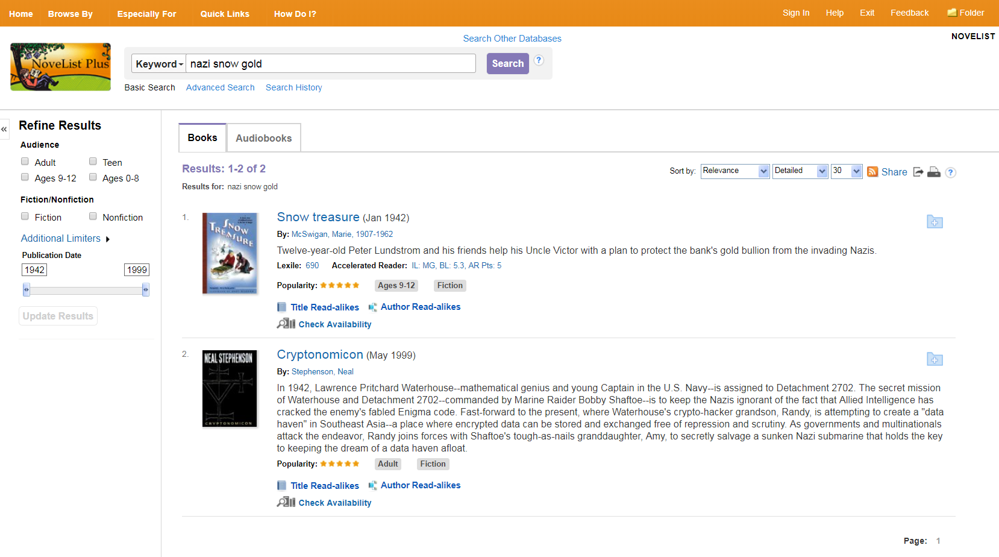 Home Browse By Especially For Quick Links How Do I? Sign In Help Exit Feedback Folder
Search Other Databases NOVELIST
NoveList Plus
Keyword nazi snow gold Search ?
Basic Search Advanced Search Search History
«
Refine Results
Audience
Adult Teen
Ages 9-12 Ages 0-8
Fiction/Nonfiction
Fiction Nonfiction
Additional Limiters
Publication Date
1942 1999
Update Results
Books Audiobooks
Results: 1-2 of 2
Sort by: Relevance Detailed 30 Share ?
Results for: nazi snow gold
1.
SNOW
TREASURE
Snow treasure (Jan 1942)
By: McSwigan, Marie, 1907-1962
Twelve-year-old Peter Lundstrom and his friends help his Uncle Victor with a plan to protect the bank's gold bullion from the invading Nazis.
Lexile: 690 Accelerated Reader: IL: MG, BL: 5.3, AR Pts: 5
Popularity: Ages 9-12 Fiction
Title Read-alikes Author Read-alikes
Check Availability
2.
NEAL STEPHENSON
CRYPTONOMICON
Cryptonomicon (May 1999)
By: Stephenson, Neal
In 1942, Lawrence Pritchard Waterhouse--mathematical genius and young Captain in the U.S. Navy--is assigned to Detachment 2702. The secret mission
of Waterhouse and Detachment 2702--commanded by Marine Raider Bobby Shaftoe--is to keep the Nazis ignorant of the fact that Allied Intelligence has
cracked the enemy's fabled Enigma code. Fast-forward to the present, where Waterhouse's crypto-hacker grandson, Randy, is attempting to create a "data
haven" in Southeast Asia--a place where encrypted data can be stored and exchanged free of repression and scrutiny. As governments and multinationals
attack the endeavor, Randy joins forces with Shaftoe's tough-as-nails granddaughter, Amy, to secretly salvage a sunken Nazi submarine that holds the key
to keeping the dream of a data haven afloat.
Popularity: Adult Fiction
Title Read-alikes Author Read-alikes
Check Availability
Page: 1